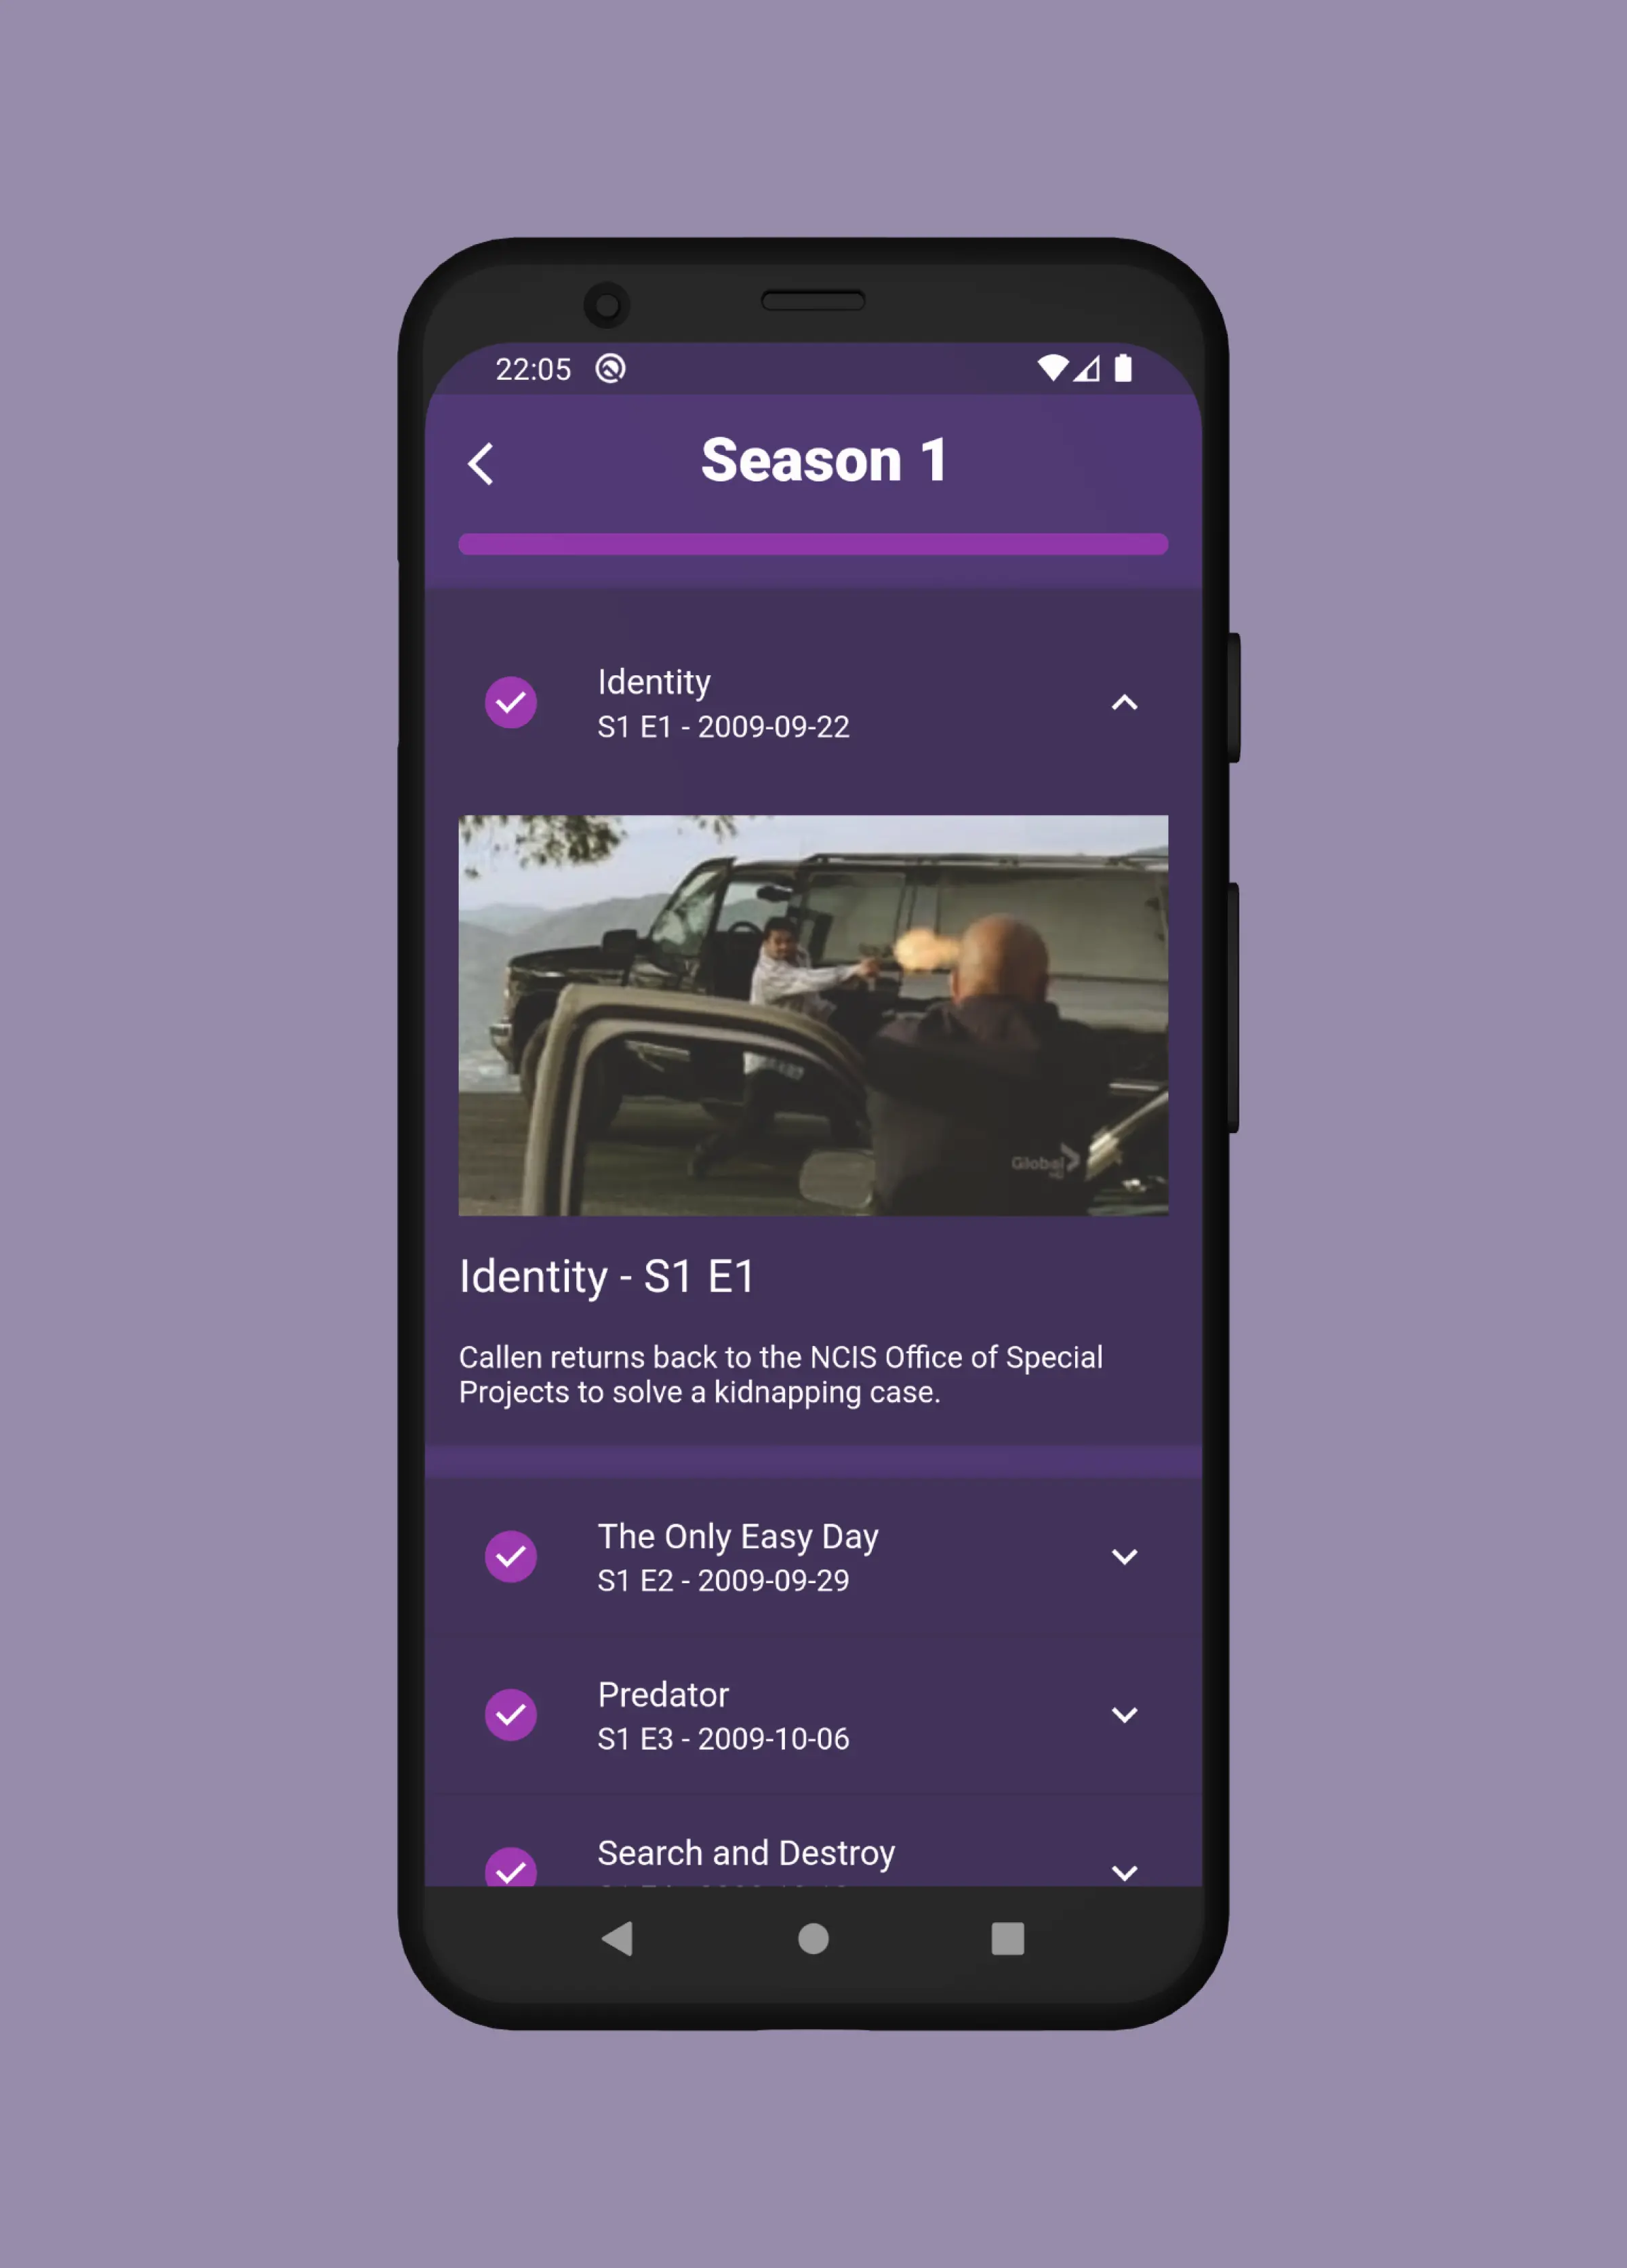 22:05
Season 1
Identity
S1 E1 - 2009-09-22
Global
Identity - S1 E1
Callen returns back to the NCIS Office of Special
Projects to solve a kidnapping case.
The Only Easy Day
S1 E2 - 2009-09-29
Predator
S1 E3 - 2009-10-06
Search and Destroy